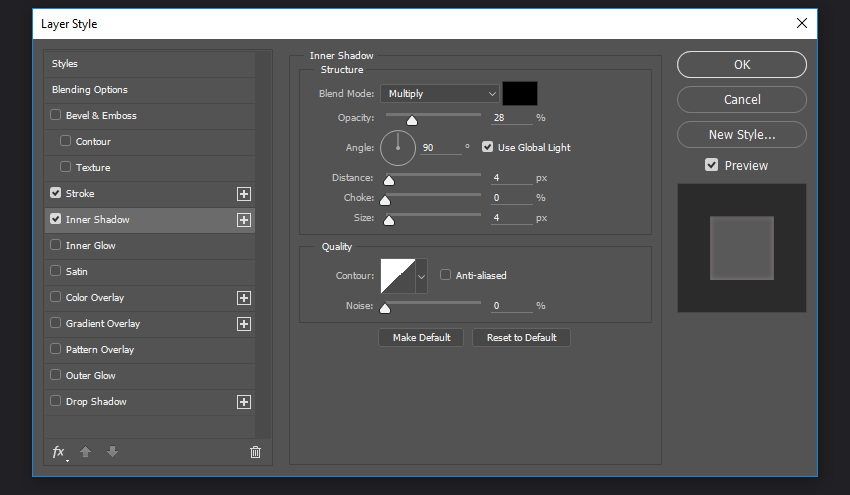 Layer Style
Styles
Blending Options
Bevel & Emboss
Contour
Texture
Stroke
Inner Shadow
Inner Glow
Satin
Color Overlay
Gradient Overlay
Pattern Overlay
Outer Glow
Drop Shadow
fx
Inner Shadow
Structure
Blend Mode: Multiply
Opacity: 28 %
Angle: 90 ° Use Global Light
Distance: 4 px
Choke: 0 %
Size: 4 px
Quality
Contour: Anti-aliased
Noise: 0 %
Make Default Reset to Default
OK
Cancel
New Style...
Preview